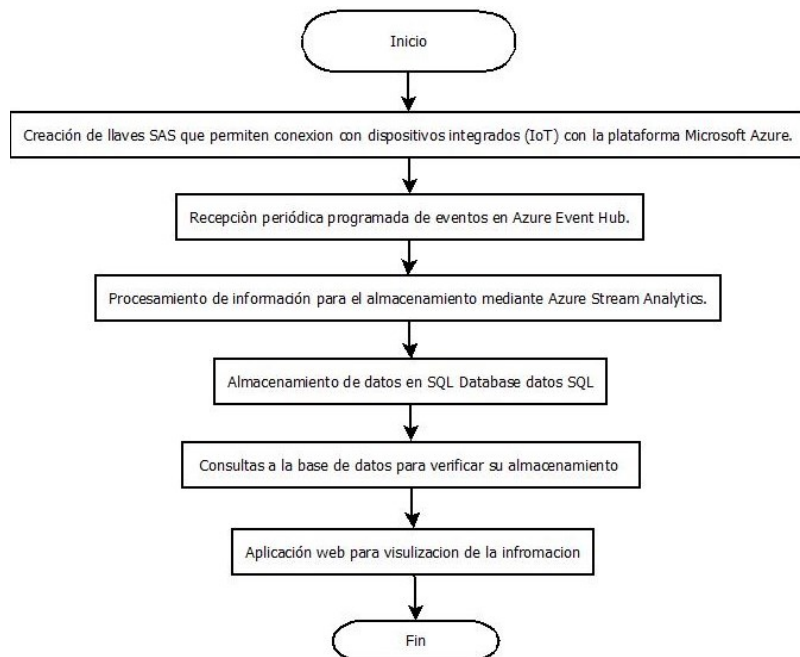 Inicio
Creación de llaves SAS que permiten conexion con dispositivos integrados (IoT) con la plataforma Microsoft Azure.
Recepciòn periódica programada de eventos en Azure Event Hub.
Procesamiento de información para el almacenamiento mediante Azure Stream Analytics.
Almacenamiento de datos en SQL Database datos SQL
Consultas a la base de datos para verificar su almacenamiento
Aplicación web para visulizacion de la infromacion
Fin